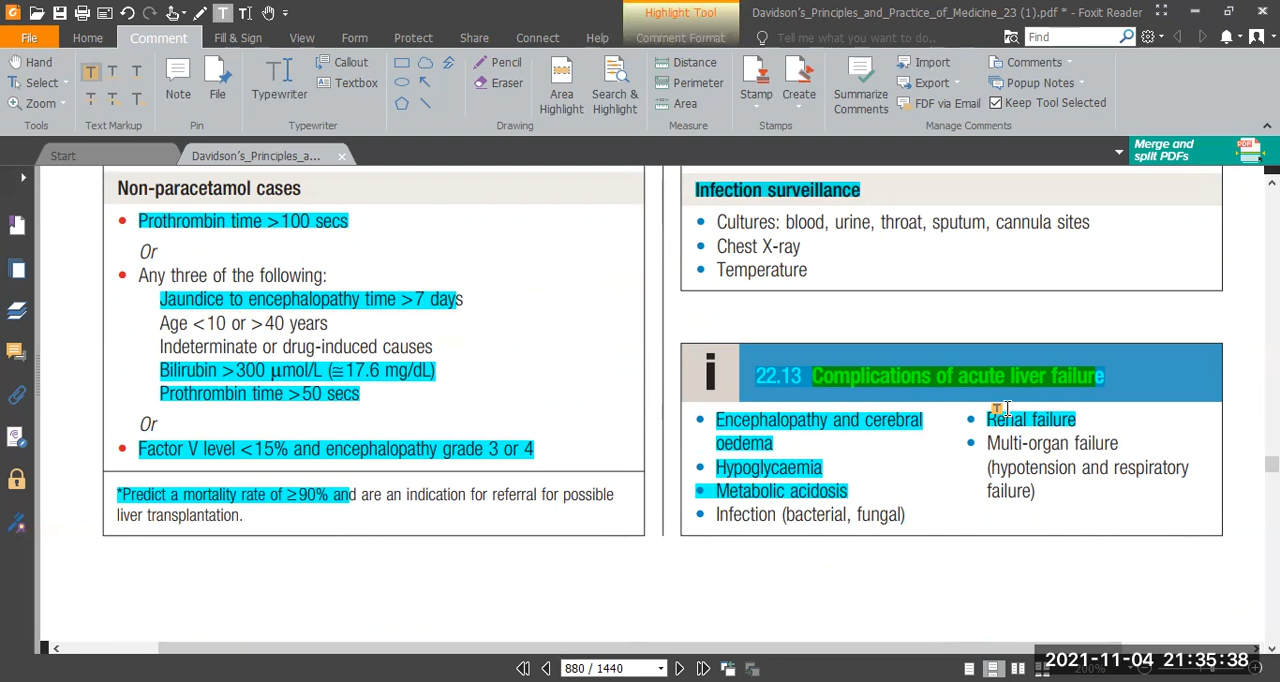 Highlight Tool
Davidson's_Principles_and_Practice_of_Medicine_23 (1).pdf * - Foxit Reader
File Home Comment Fill & Sign View Form Protect Share Connect Help Comment Format Tell me what you want to do.. Find
Hand
Select
Zoom
Tools
T T T
T T T
Text Markup
Note
File
Pin
Typewriter
Callout
Textbox
Typewriter
Pencil
Eraser
Area Highlight
Search & Highlight
Drawing
Distance
Perimeter
Area
Measure
Stamp
Create
Stamps
Summarize Comments
Import
Export
FDF via Email
Comments
Popup Notes
Keep Tool Selected
Manage Comments
Start
Davidson's_Principles_a...
Merge and
split PDFs
Non-paracetamol cases
• Prothrombin time >100 secs
Or
• Any three of the following:
Jaundice to encephalopathy time >7 days
Age <10 or >40 years
Indeterminate or drug-induced causes
Bilirubin >300 μmol/L (≅17.6 mg/dL)
Prothrombin time >50 secs
Or
• Factor V level <15% and encephalopathy grade 3 or 4
*Predict a mortality rate of ≥90% and are an indication for referral for possible
liver transplantation.
Infection surveillance
• Cultures: blood, urine, throat, sputum, cannula sites
• Chest X-ray
• Temperature
i 22.13 Complications of acute liver failure
• Encephalopathy and cerebral
oedema
• Hypoglycaemia
• Metabolic acidosis
• Infection (bacterial, fungal)
• Renal failure
• Multi-organ failure
(hypotension and respiratory
failure)
880 / 1440
200%
2021-11-04 21:35:38